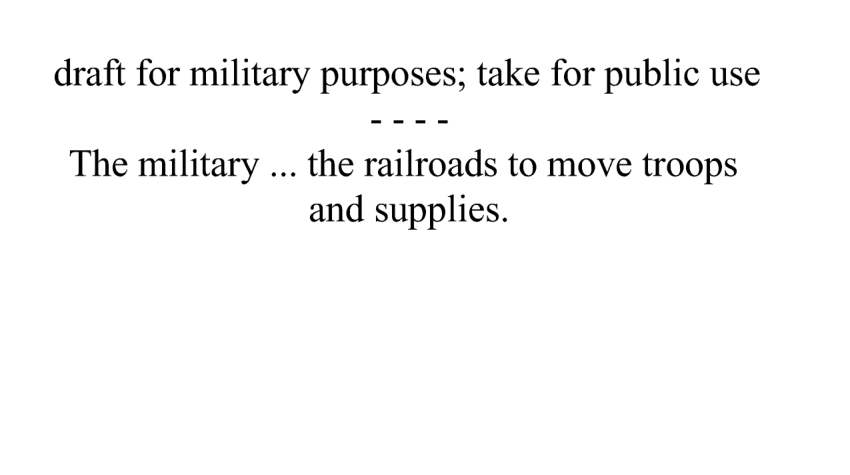 draft for military purposes; take for public use
- - - -
The military ... the railroads to move troops
and supplies.